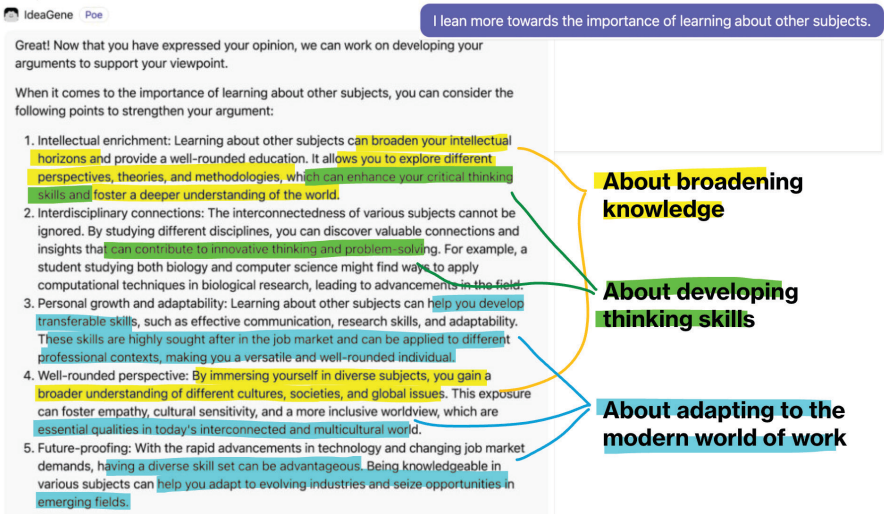 IdeaGene Poe
I lean more towards the importance of learning about other subjects.
Great! Now that you have expressed your opinion, we can work on developing your
arguments to support your viewpoint.
When it comes to the importance of learning about other subjects, you can consider the
following points to strengthen your argument:
1. Intellectual enrichment: Learning about other subjects can broaden your intellectual
horizons and provide a well-rounded education. It allows you to explore different
perspectives, theories, and methodologies, which can enhance your critical thinking
skills and foster a deeper understanding of the world.
2. Interdisciplinary connections: The interconnectedness of various subjects cannot be
ignored. By studying different disciplines, you can discover valuable connections and
insights that can contribute to innovative thinking and problem-solving. For example, a
student studying both biology and computer science might find ways to apply
computational techniques in biological research, leading to advancements in the field.
3. Personal growth and adaptability: Learning about other subjects can help you develop
transferable skills, such as effective communication, research skills, and adaptability.
These skills are highly sought after in the job market and can be applied to different
professional contexts, making you a versatile and well-rounded individual.
4. Well-rounded perspective: By immersing yourself in diverse subjects, you gain a
broader understanding of different cultures, societies, and global issues. This exposure
can foster empathy, cultural sensitivity, and a more inclusive worldview, which are
essential qualities in today's interconnected and multicultural world.
5. Future-proofing: With the rapid advancements in technology and changing job market
demands, having a diverse skill set can be advantageous. Being knowledgeable in
various subjects can help you adapt to evolving industries and seize opportunities in
emerging fields.
About broadening
knowledge
About developing
thinking skills
About adapting to the
modern world of work